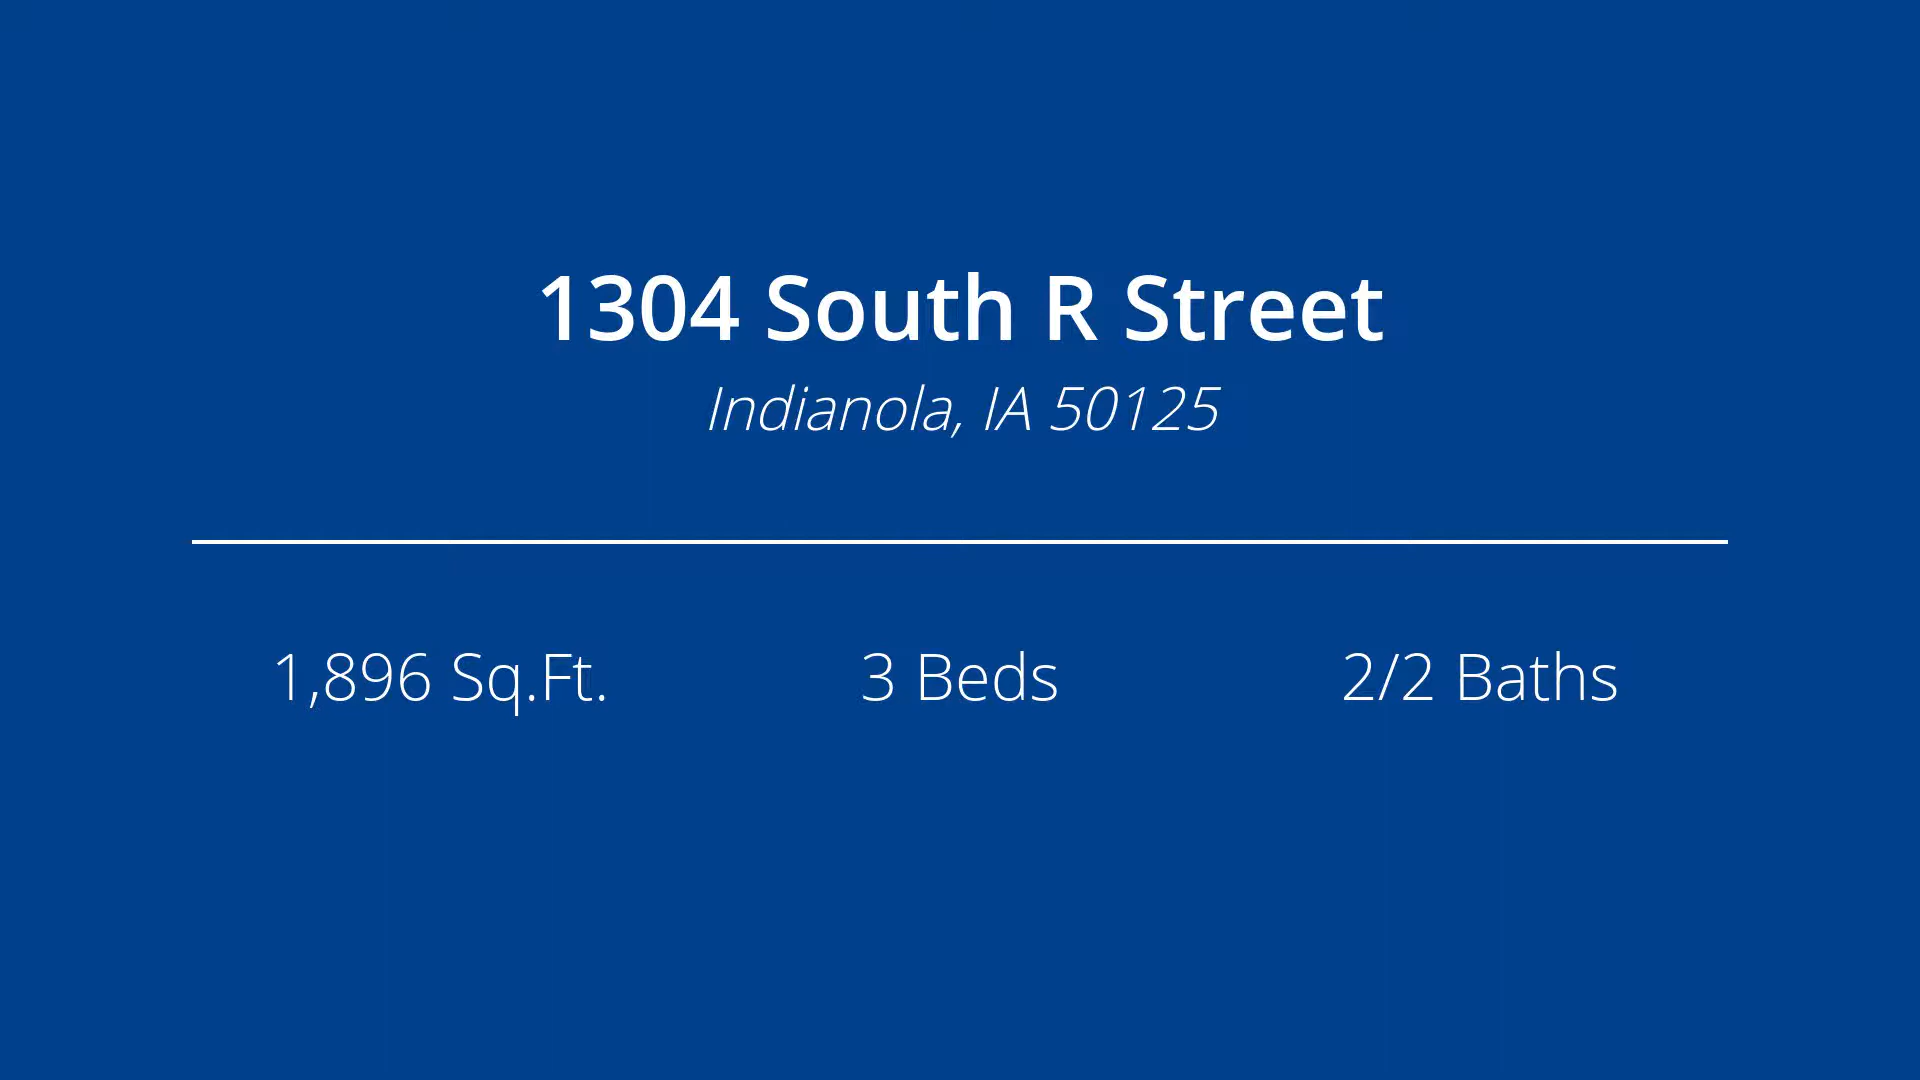 1304 South R Street
Indianola, IA 50125
1,896 Sq.Ft. 3 Beds 2/2 Baths